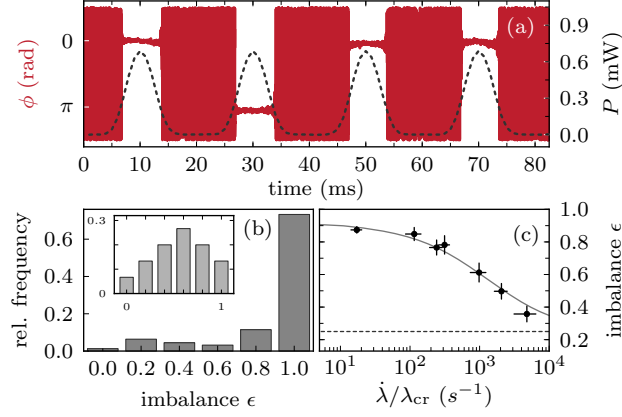 (a)
ϕ (rad)
0
π
0.9
0.6
0.3
0.0
P (mW)
0 10 20 30 40 50 60 70 80
time (ms)
(b)
rel. frequency
0.6
0.4
0.2
0.0
0.3
0
0 1
0.0 0.2 0.4 0.6 0.8 1.0
imbalance ϵ
(c)
1.0
0.8
0.6
0.4
0.2
imbalance ϵ
10¹ 10² 10³ 10⁴
λ̇/λcr (s⁻¹)